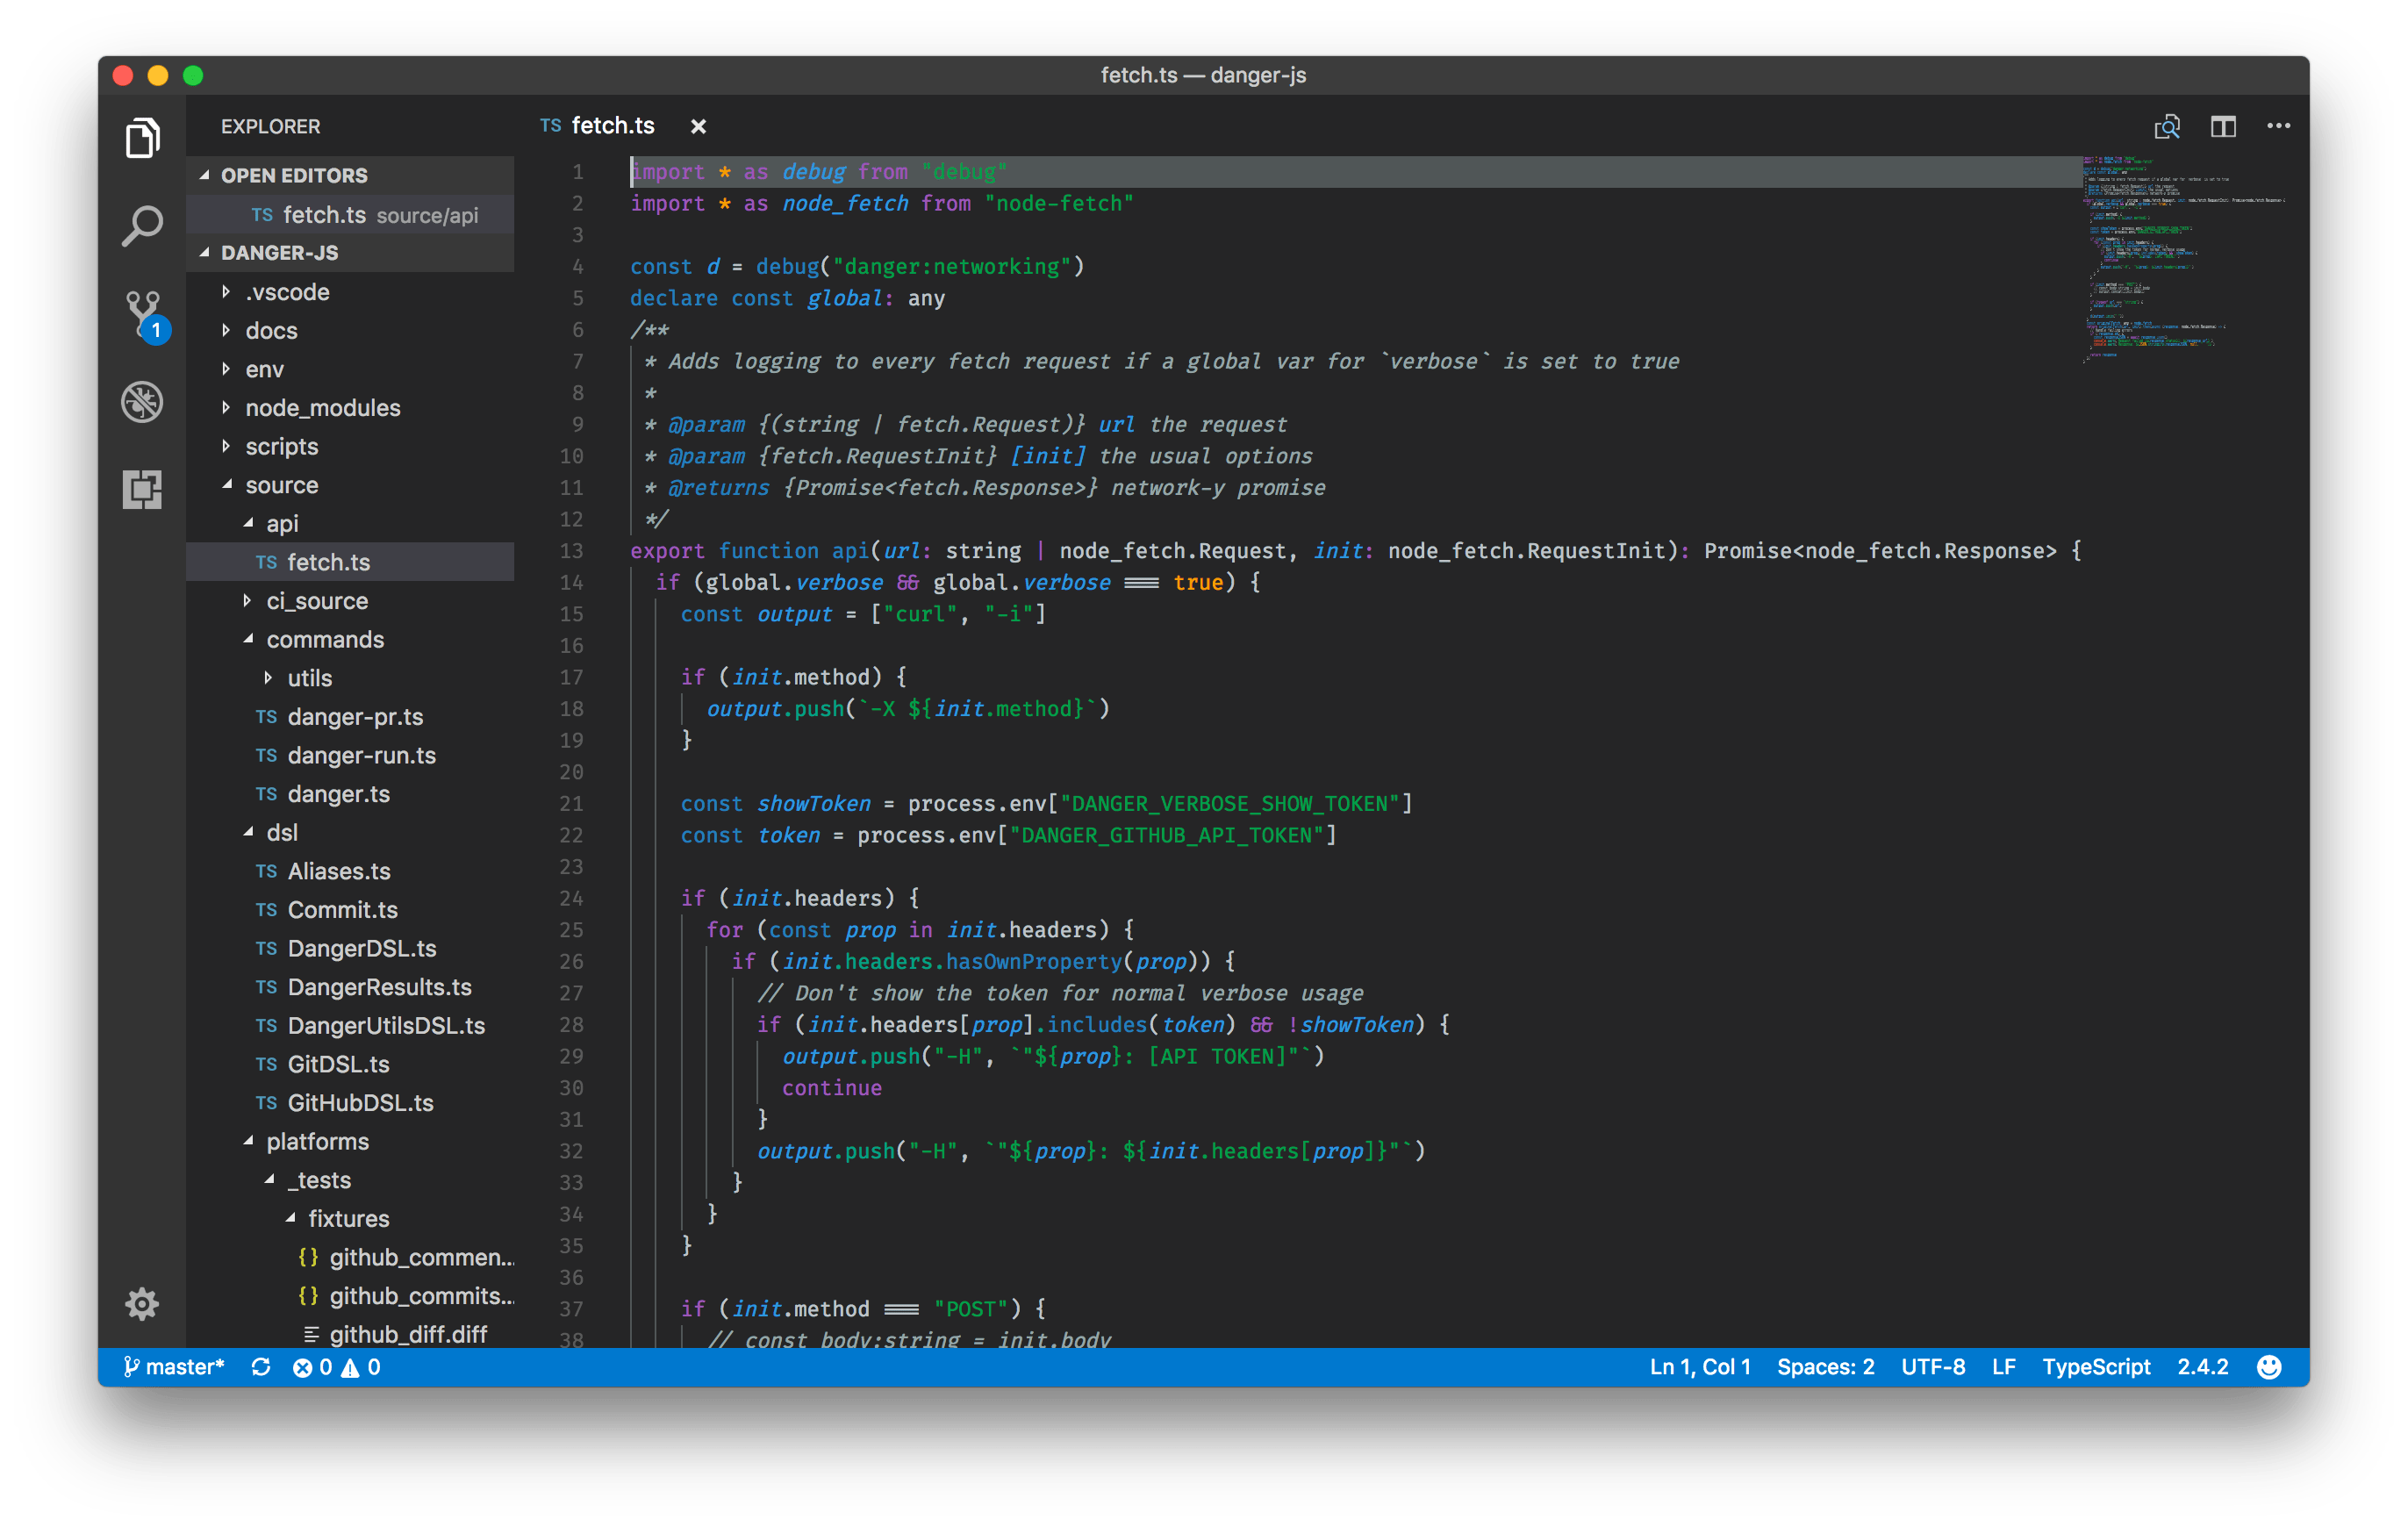 fetch.ts — danger-js
EXPLORER
OPEN EDITORS
TS fetch.ts source/api
DANGER-JS
.vscode
docs
env
node_modules
scripts
source
api
TS fetch.ts
ci_source
commands
utils
TS danger-pr.ts
TS danger-run.ts
TS danger.ts
dsl
TS Aliases.ts
TS Commit.ts
TS DangerDSL.ts
TS DangerResults.ts
TS DangerUtilsDSL.ts
TS GitDSL.ts
TS GitHubDSL.ts
platforms
_tests
fixtures
{} github_commen...
{} github_commits...
github_diff.diff
1
TS fetch.ts ×
1 import * as debug from "debug"
2 import * as node_fetch from "node-fetch"
3
4 const d = debug("danger:networking")
5 declare const global: any
6 /**
7 * Adds logging to every fetch request if a global var for `verbose` is set to true
8 *
9 * @param {(string | fetch.Request)} url the request
10 * @param {fetch.RequestInit} [init] the usual options
11 * @returns {Promise<fetch.Response>} network-y promise
12 */
13 export function api(url: string | node_fetch.Request, init: node_fetch.RequestInit): Promise<node_fetch.Response> {
14 if (global.verbose && global.verbose === true) {
15 const output = ["curl", "-i"]
16
17 if (init.method) {
18 output.push(`-X ${init.method}`)
19 }
20
21 const showToken = process.env["DANGER_VERBOSE_SHOW_TOKEN"]
22 const token = process.env["DANGER_GITHUB_API_TOKEN"]
23
24 if (init.headers) {
25 for (const prop in init.headers) {
26 if (init.headers.hasOwnProperty(prop)) {
27 // Don't show the token for normal verbose usage
28 if (init.headers[prop].includes(token) && !showToken) {
29 output.push("-H", `"${prop}: [API TOKEN]"`)
30 continue
31 }
32 output.push("-H", `"${prop}: ${init.headers[prop]}"`)
33 }
34 }
35 }
36
37 if (init.method === "POST") {
38 // const body:string = init.body
master* 0 0
Ln 1, Col 1 Spaces: 2 UTF-8 LF TypeScript 2.4.2